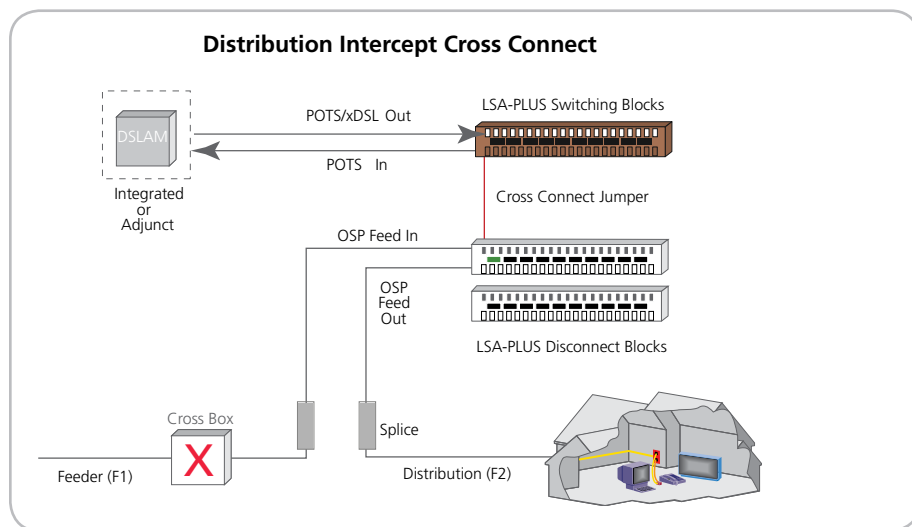 Distribution Intercept Cross Connect
LSA-PLUS Switching Blocks
POTS/xDSL Out
DSLAM
POTS In
Integrated
or
Adjunct
Cross Connect Jumper
OSP Feed In
OSP
Feed
Out
LSA-PLUS Disconnect Blocks
Cross Box
X
Splice
Feeder (F1)
Distribution (F2)